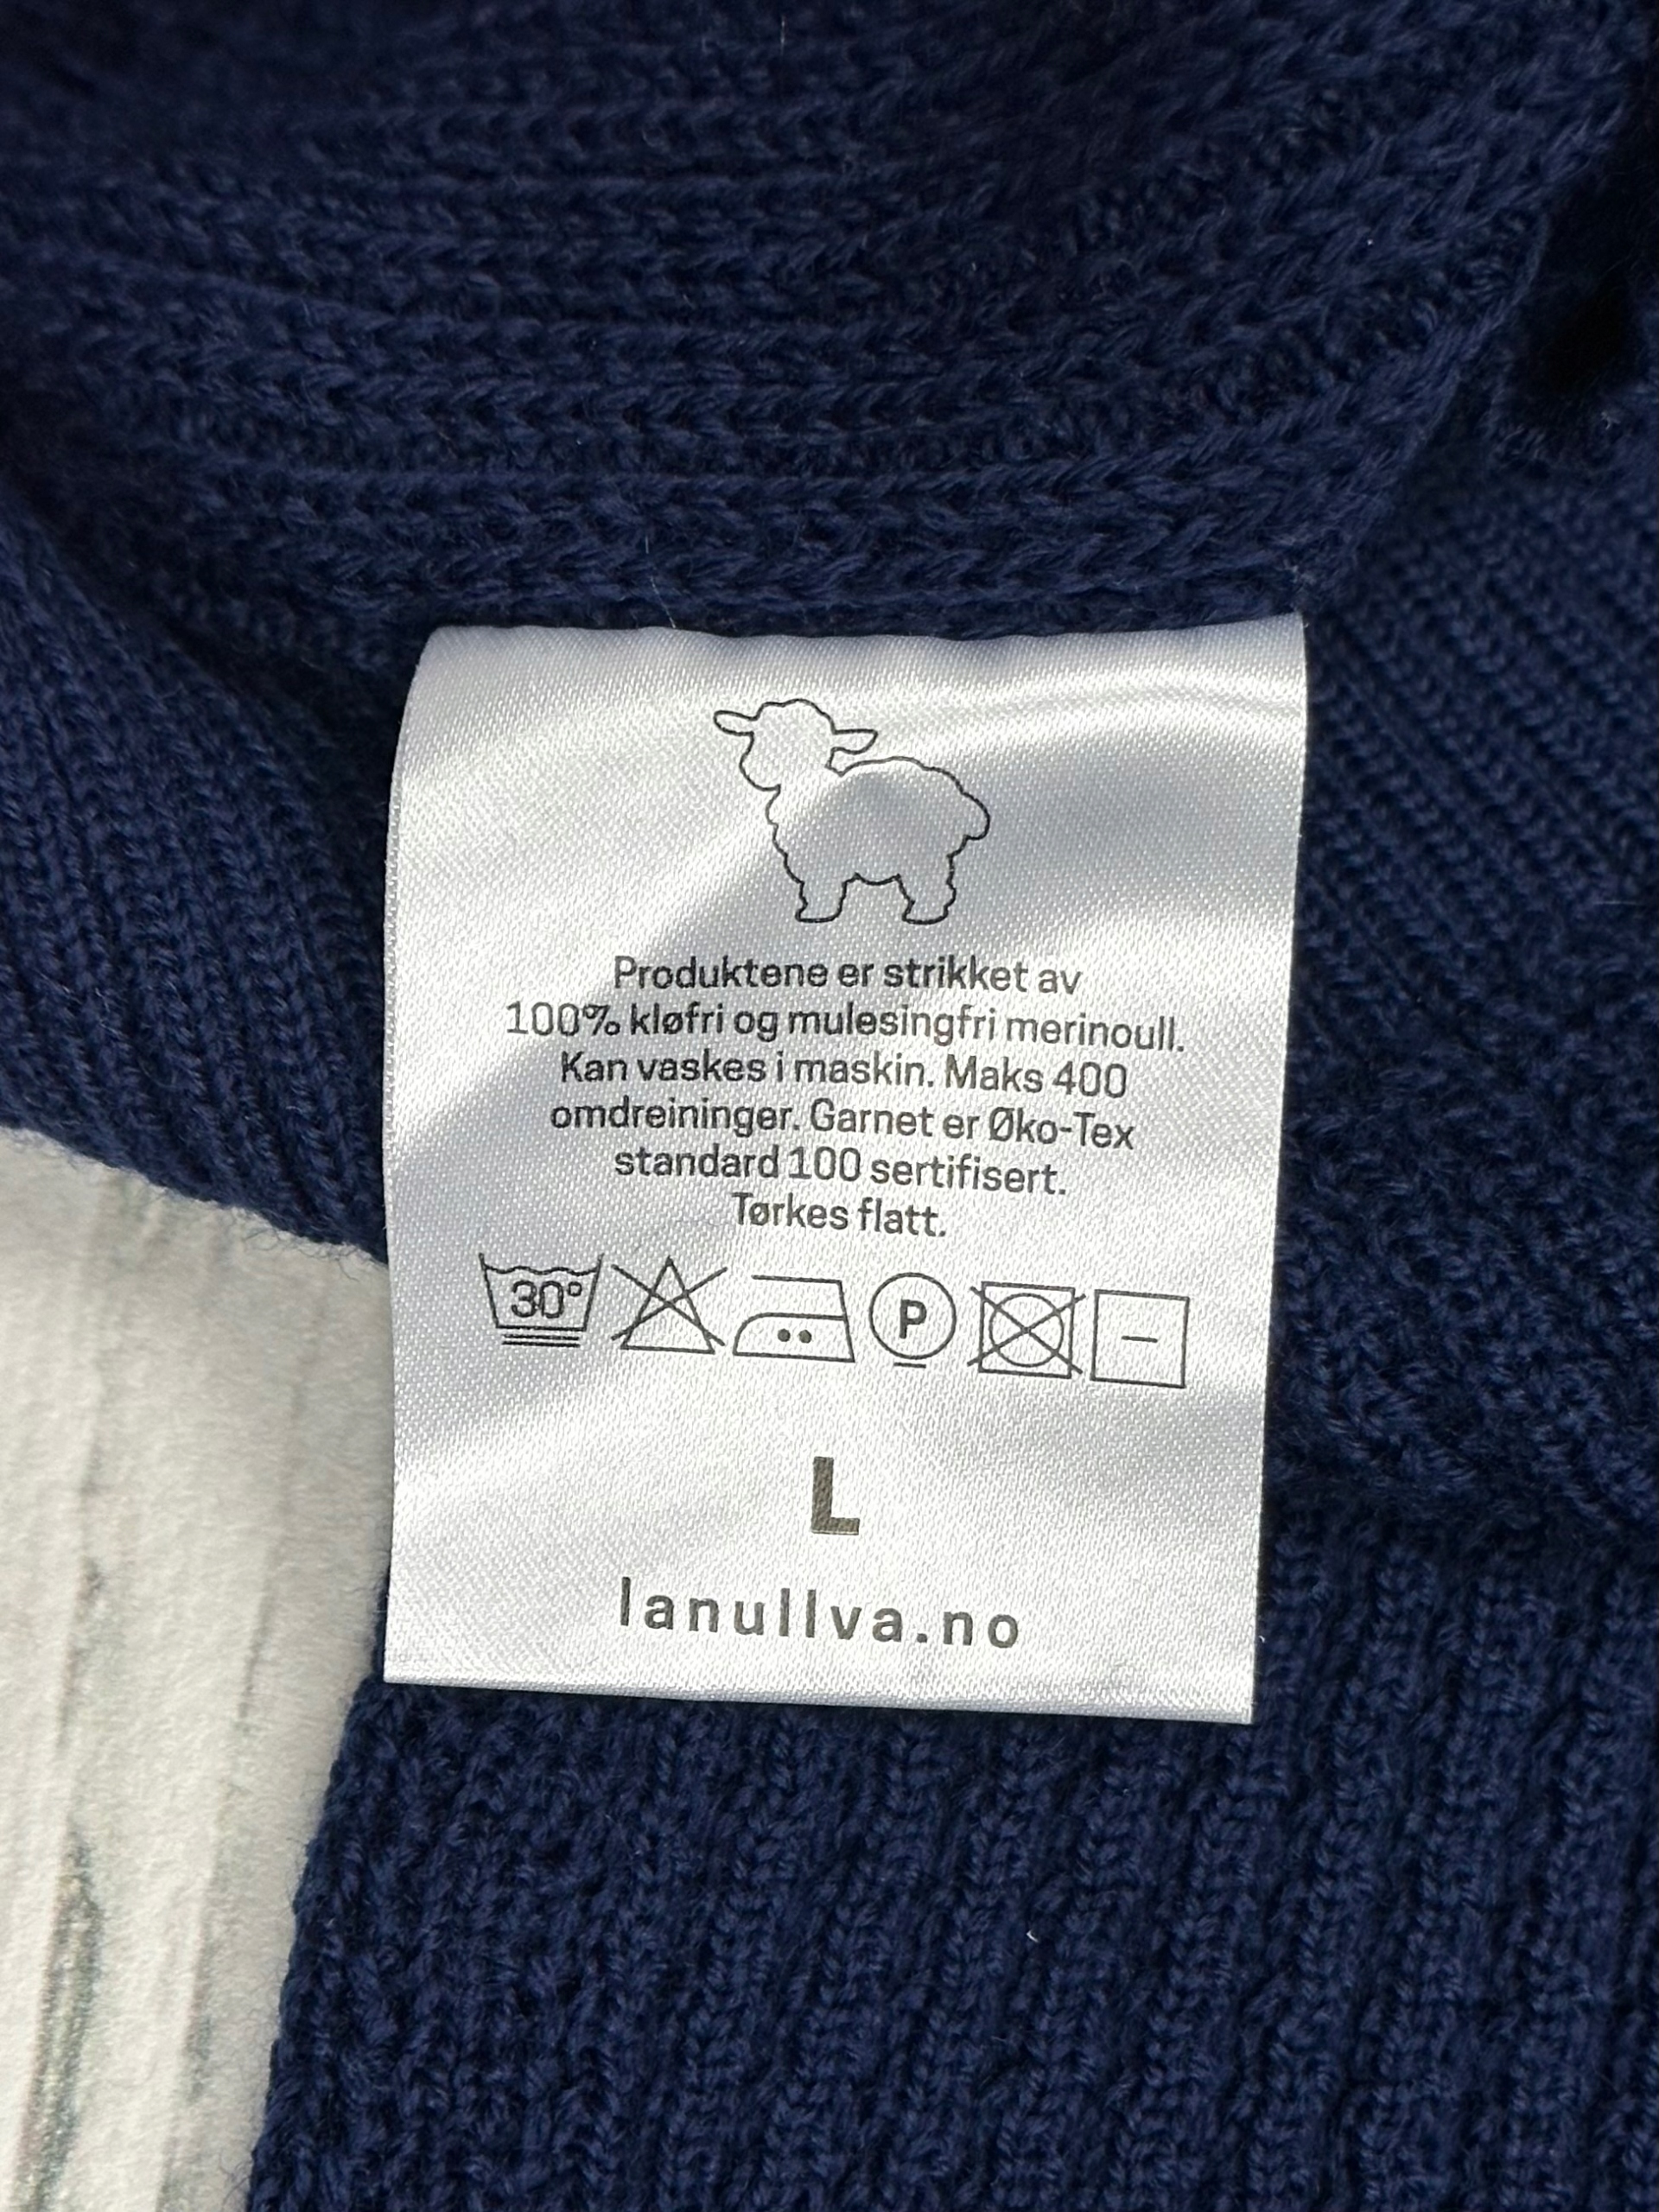 Produktene er strikket av
100% kløfri og mulesingfri merinoull.
Kan vaskes i maskin. Maks 400
omdreininger. Garnet er Øko-Tex
standard 100 sertifisert.
Tørkes flatt.
30° P
L
lanullva.no